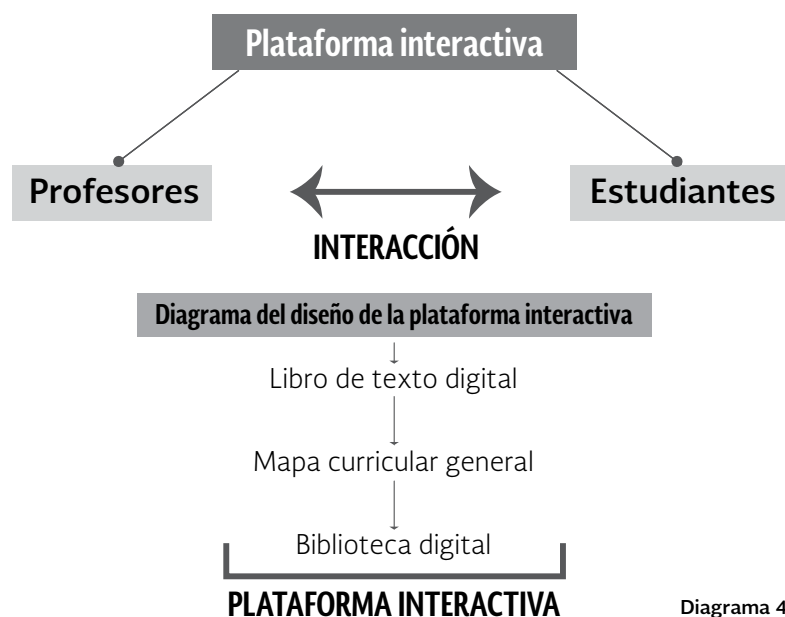 Plataforma interactiva
Profesores
Estudiantes
INTERACCIÓN
Diagrama del diseño de la plataforma interactiva
Libro de texto digital
Mapa curricular general
Biblioteca digital
PLATAFORMA INTERACTIVA
Diagrama 4